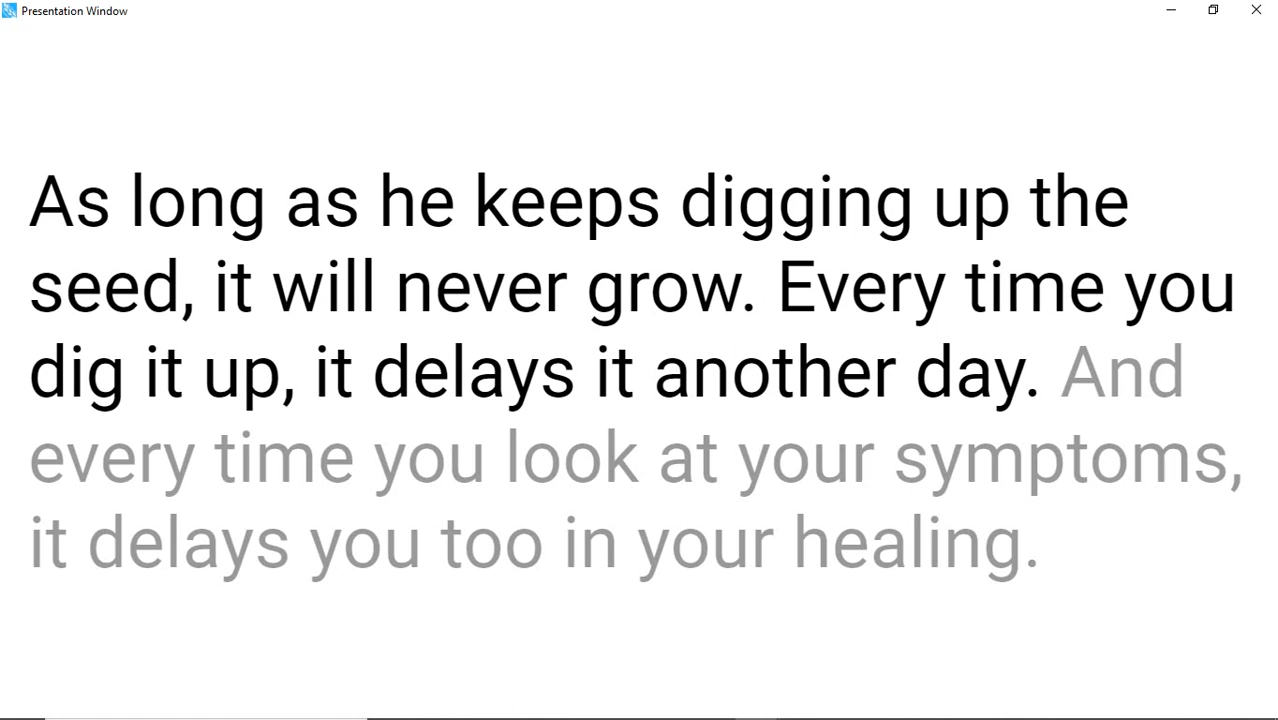 Presentation Window
As long as he keeps digging up the
seed, it will never grow. Every time you
dig it up, it delays it another day. And
every time you look at your symptoms,
it delays you too in your healing.